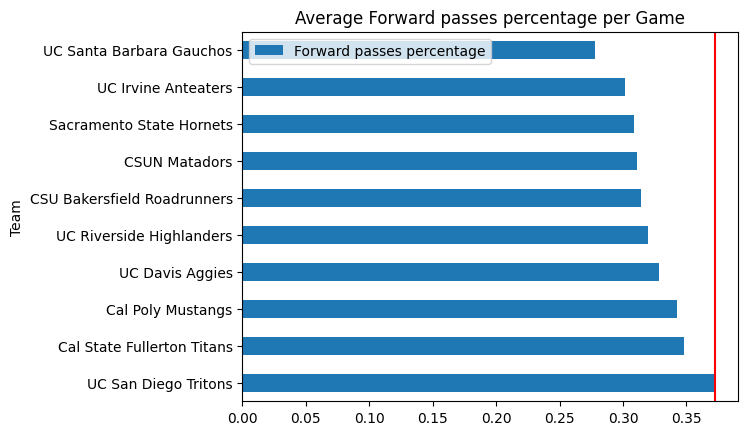 Average Forward passes percentage per Game
Forward passes percentage
Team
UC Santa Barbara Gauchos
UC Irvine Anteaters
Sacramento State Hornets
CSUN Matadors
CSU Bakersfield Roadrunners
UC Riverside Highlanders
UC Davis Aggies
Cal Poly Mustangs
Cal State Fullerton Titans
UC San Diego Tritons
0.00 0.05 0.10 0.15 0.20 0.25 0.30 0.35